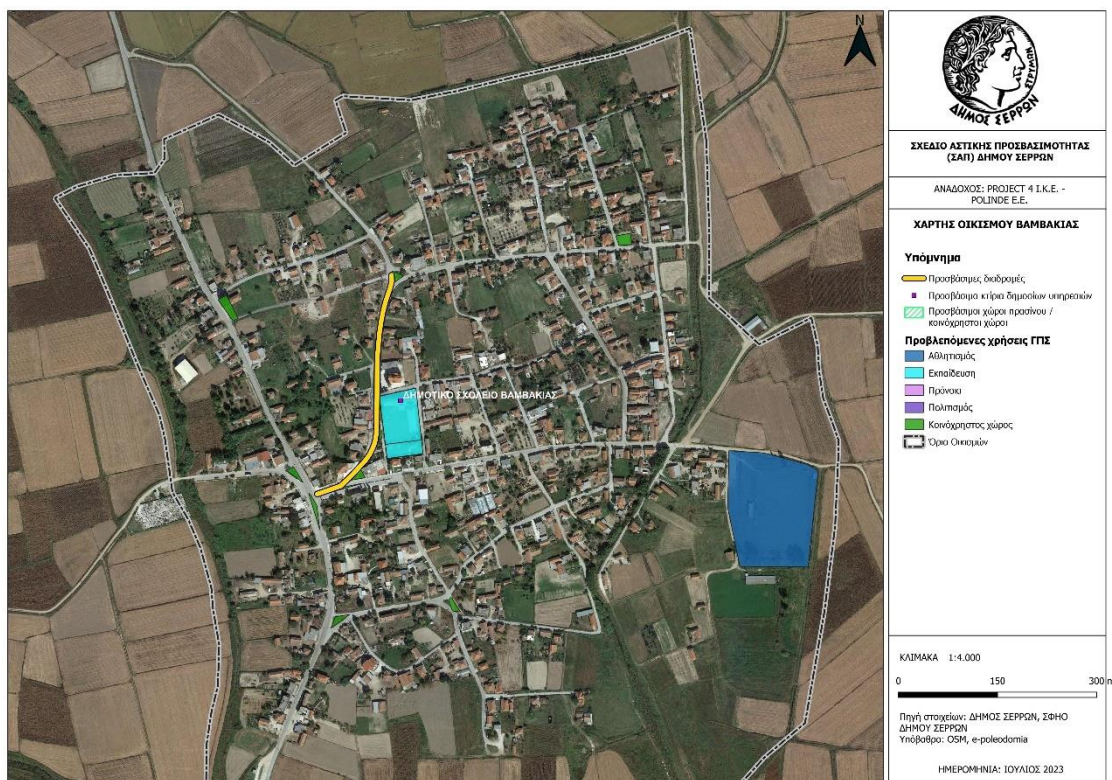 ΔΗΜΟΤΙΚΟ ΣΧΟΛΕΙΟ ΒΑΜΒΑΚΙΑΣ
N
ΔΗΜΟΣ ΣΕΡΡΩΝ
ΣΤΡΥΜΩΝ
ΣΧΕΔΙΟ ΑΣΤΙΚΗΣ ΠΡΟΣΒΑΣΙΜΟΤΗΤΑΣ
(ΣΑΠ) ΔΗΜΟΥ ΣΕΡΡΩΝ
ΑΝΑΔΟΧΟΣ: PROJECT 4 Ι.Κ.Ε. -
POLINDE Ε.Ε.
ΧΑΡΤΗΣ ΟΙΚΙΣΜΟΥ ΒΑΜΒΑΚΙΑΣ
Υπόμνημα
Προσβάσιμες διαδρομές
Προσβάσιμα κτίρια δημοσίων υπηρεσιών
Προσβάσιμοι χώροι πρασίνου /
κοινόχρηστοι χώροι
Προβλεπόμενες χρήσεις ΓΠΣ
Αθλητισμός
Εκπαίδευση
Πρόνοια
Πολιτισμός
Κοινόχρηστος χώρος
Όρια Οικισμών
ΚΛΙΜΑΚΑ 1:4.000
0 150 300 m
Πηγή στοιχείων: ΔΗΜΟΣ ΣΕΡΡΩΝ, ΣΦΗΟ
ΔΗΜΟΥ ΣΕΡΡΩΝ
Υπόβαθρο: OSM, e-poleodomia
ΗΜΕΡΟΜΗΝΙΑ: ΙΟΥΛΙΟΣ 2023